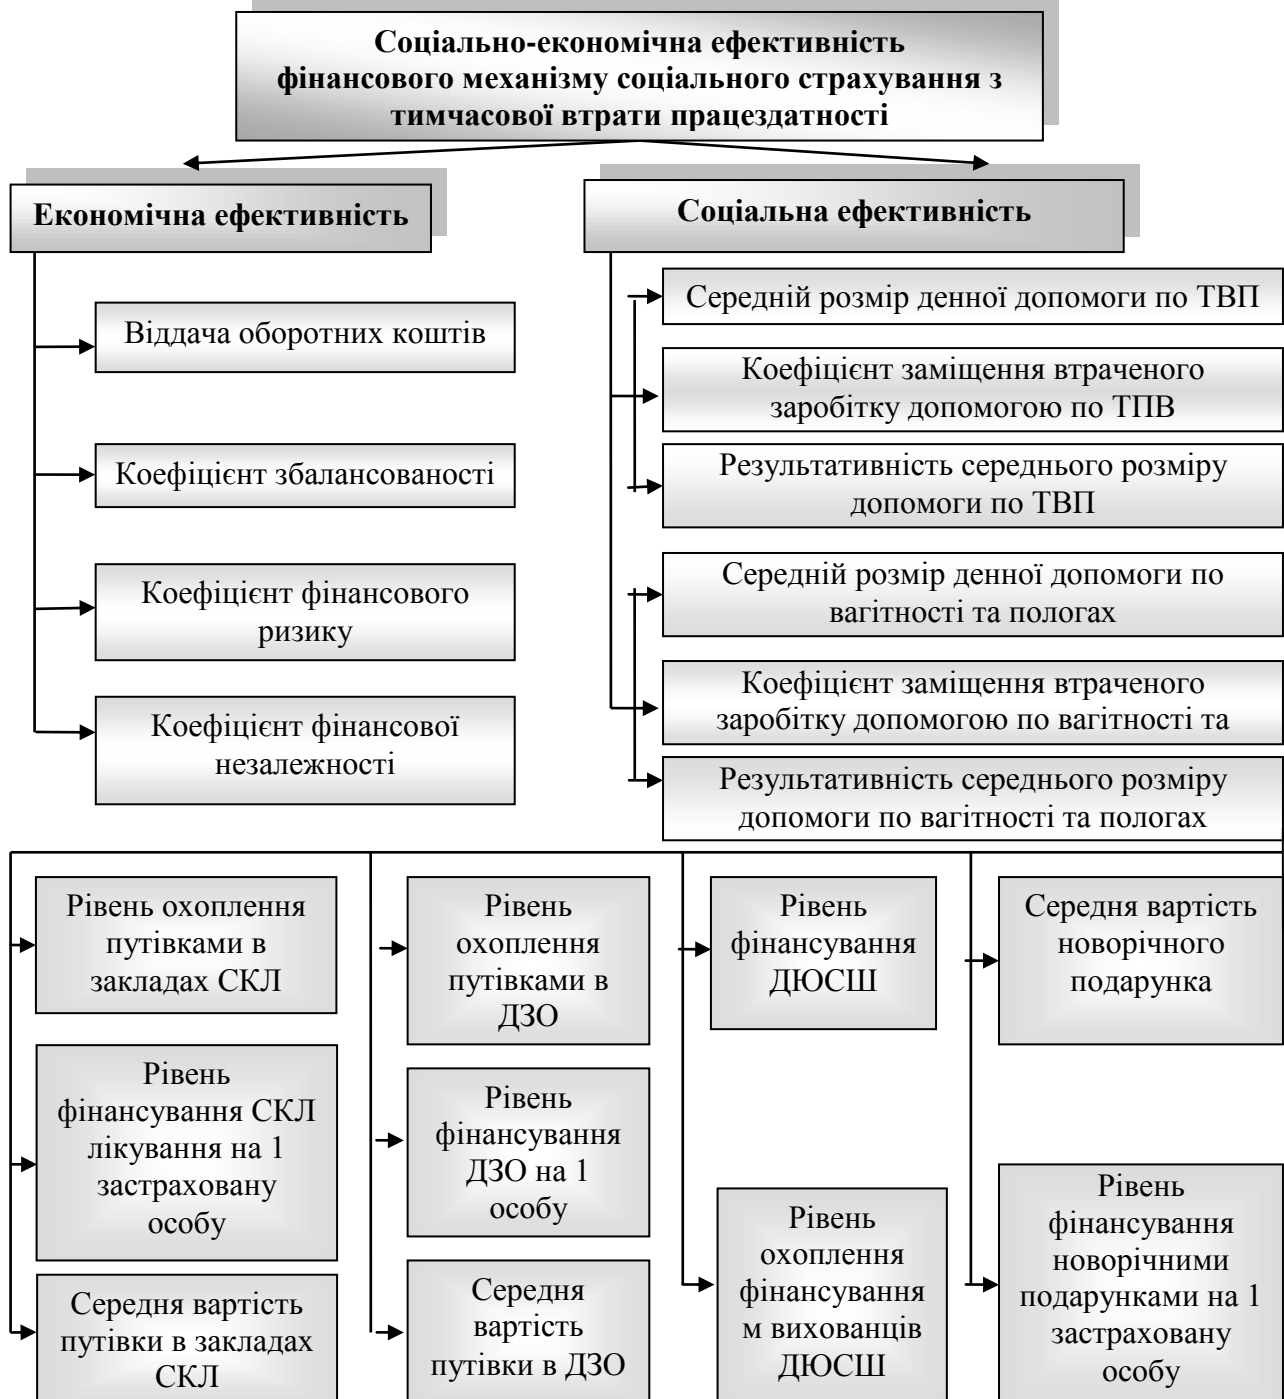 Соціально-економічна ефективність
фінансового механізму соціального страхування з
тимчасової втрати працездатності
Економічна ефективність
Соціальна ефективність
Віддача оборотних коштів
Коефіцієнт збалансованості
Коефіцієнт фінансового
ризику
Коефіцієнт фінансової
незалежності
Середній розмір денної допомоги по ТВП
Коефіцієнт заміщення втраченого
заробітку допомогою по ТПВ
Результативність середнього розміру
допомоги по ТВП
Середній розмір денної допомоги по
вагітності та пологах
Коефіцієнт заміщення втраченого
заробітку допомогою по вагітності та
Результативність середнього розміру
допомоги по вагітності та пологах
Рівень охоплення
путівками в
закладах СКЛ
Рівень
фінансування СКЛ
лікування на 1
застраховану
особу
Середня вартість
путівки в закладах
СКЛ
Рівень
охоплення
путівками в
ДЗО
Рівень
фінансування
ДЗО на 1
особу
Середня
вартість
путівки в ДЗО
Рівень
фінансування
ДЮСШ
Рівень
охоплення
фінансування
м вихованців
ДЮСШ
Середня вартість
новорічного
подарунка
Рівень
фінансування
новорічними
подарунками на 1
застраховану
особу